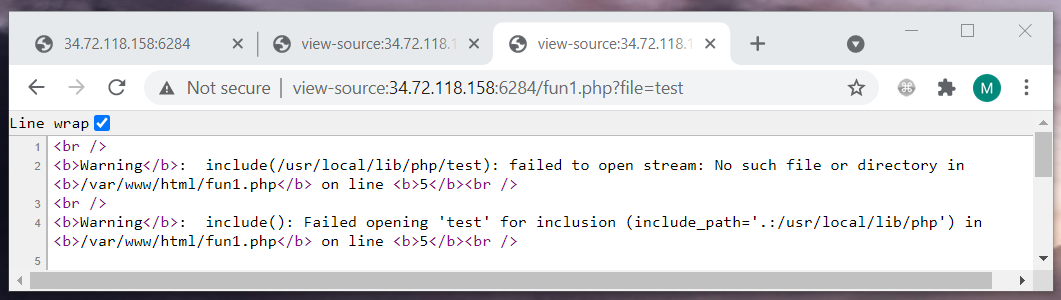 34.72.118.158:6284
view-source:34.72.118.1
view-source:34.72.118.1
Not secure | view-source:34.72.118.158:6284/fun1.php?file=test
M
Line wrap
1 <br />
2 <b>Warning</b>:  include(/usr/local/lib/php/test): failed to open stream: No such file or directory in
<b>/var/www/html/fun1.php</b> on line <b>5</b><br />
3 <br />
4 <b>Warning</b>:  include(): Failed opening 'test' for inclusion (include_path='.:/usr/local/lib/php') in
<b>/var/www/html/fun1.php</b> on line <b>5</b><br />
5